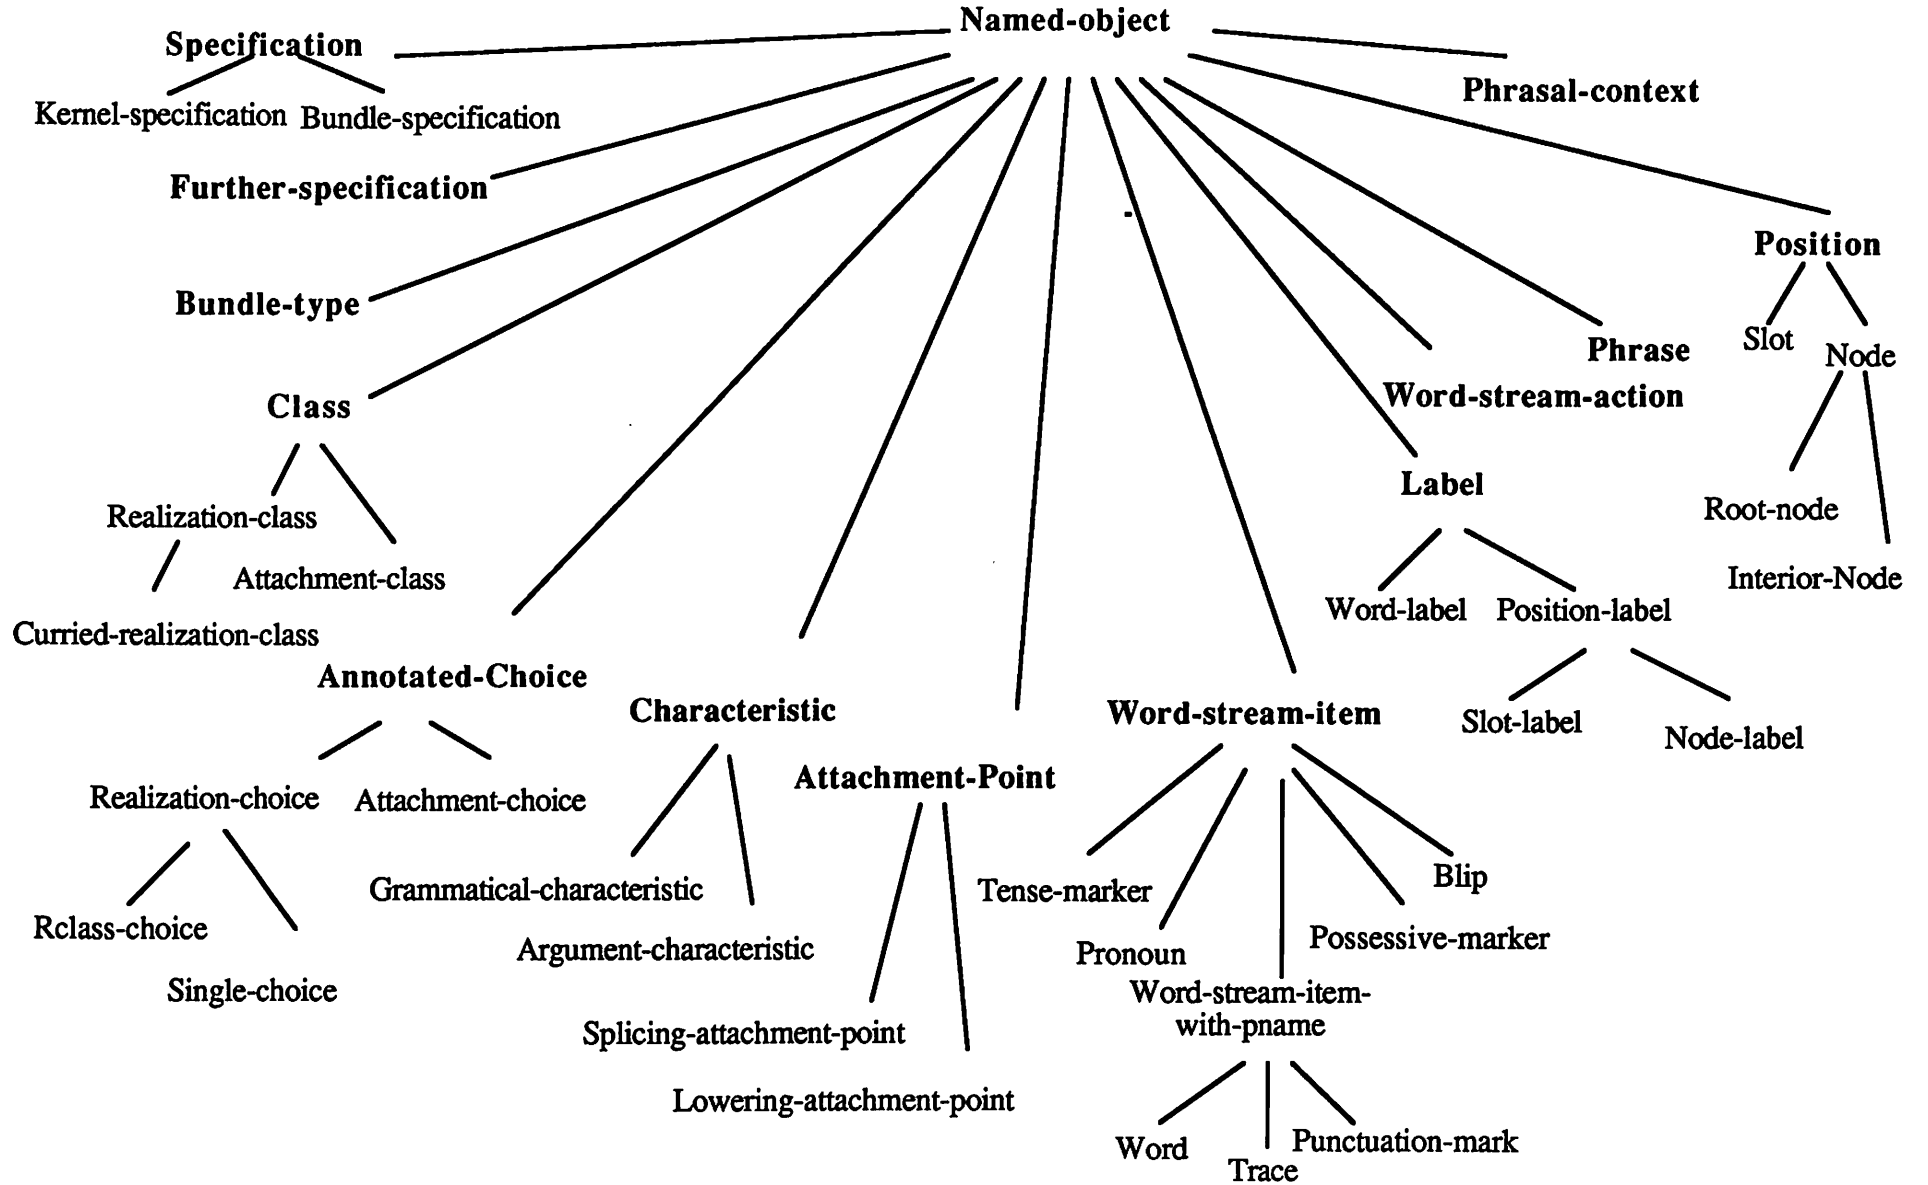 Named-object
Specification
Phrasal-context
Kernel-specification
Bundle-specification
Further-specification
Position
Bundle-type
Slot
Node
Phrase
Word-stream-action
Class
Label
Root-node
Realization-class
Attachment-class
Interior-Node
Word-label
Position-label
Curried-realization-class
Annotated-Choice
Characteristic
Word-stream-item
Slot-label
Node-label
Attachment-Point
Realization-choice
Attachment-choice
Grammatical-characteristic
Tense-marker
Blip
Rclass-choice
Argument-characteristic
Pronoun
Possessive-marker
Single-choice
Word-stream-item-
with-pname
Splicing-attachment-point
Lowering-attachment-point
Word
Trace
Punctuation-mark